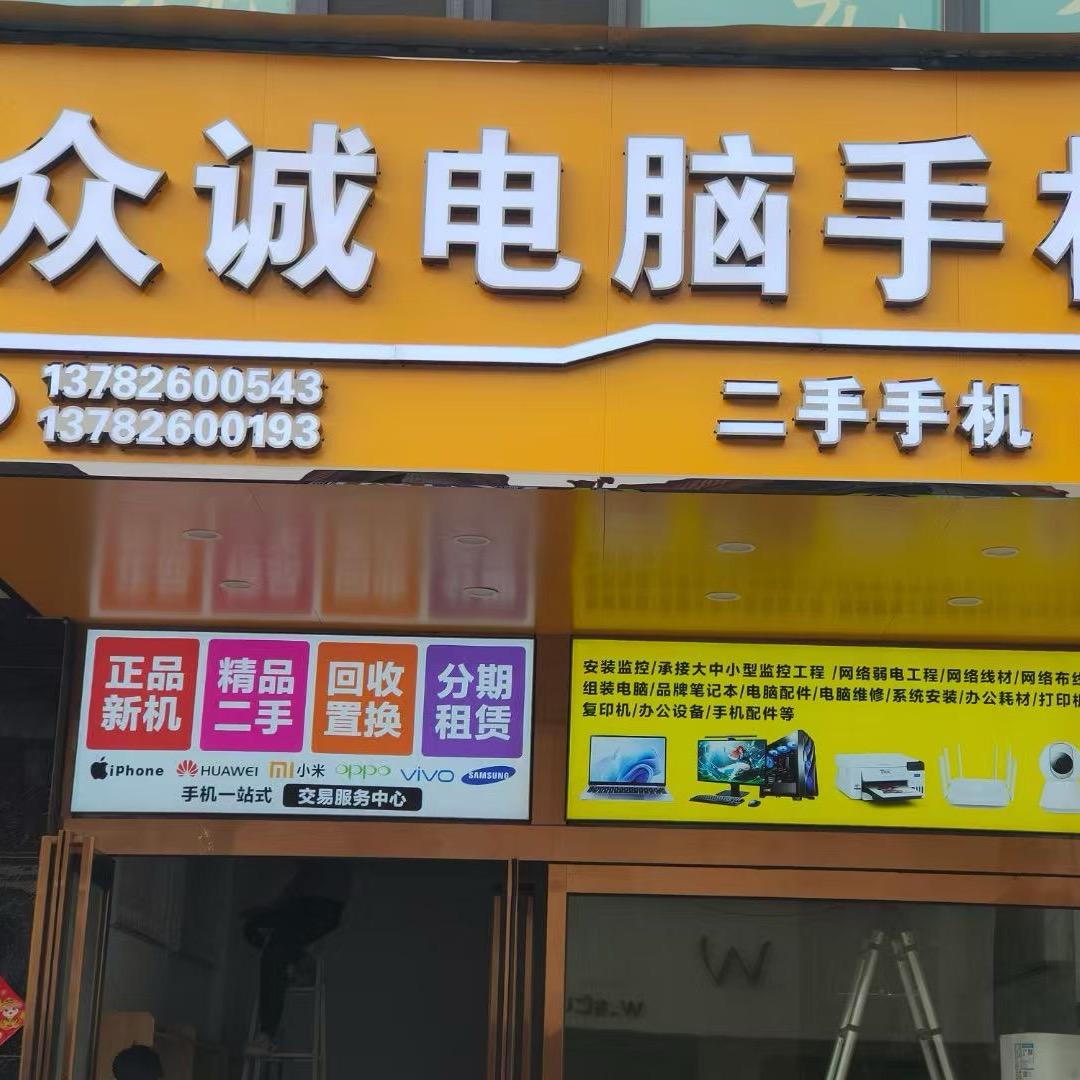 众诚电脑手机
13782600543
13782600193
二手手机
正品
新机
精品
二手
回收
置换
分期
租赁
iPhone HUAWEI 小米 oppo vivo SAMSUNG
手机一站式 交易服务中心
安装监控/承接大中小型监控工程 /网络弱电工程/网络线材/网络布线
组装电脑/品牌笔记本/电脑配件/电脑维修/系统安装/办公耗材/打印机
复印机/办公设备/手机配件等